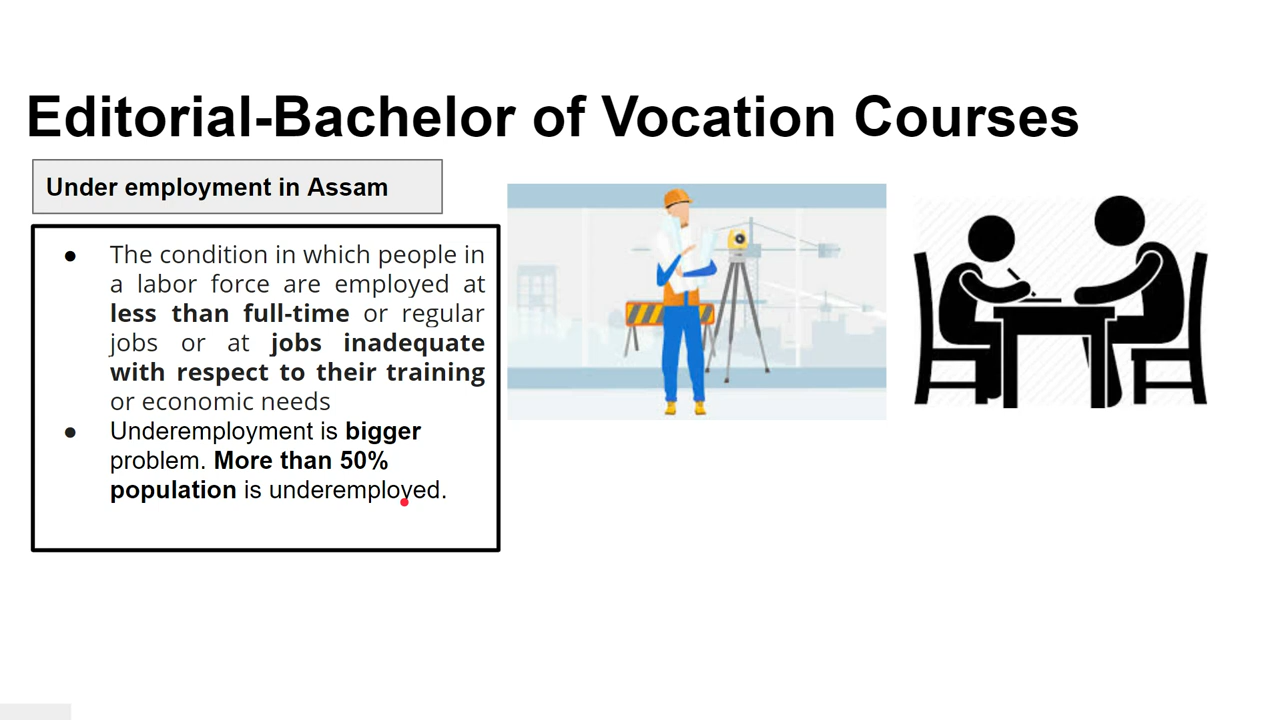 Editorial-Bachelor of Vocation Courses
Under employment in Assam
● The condition in which people in
a labor force are employed at
less than full-time or regular
jobs or at jobs inadequate
with respect to their training
or economic needs
● Underemployment is bigger
problem. More than 50%
population is underemployed.